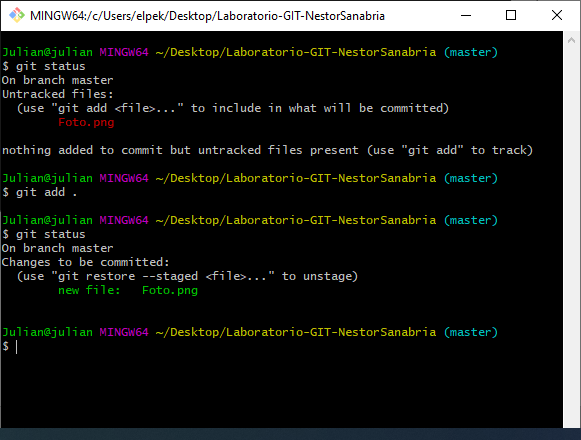 MINGW64:/c/Users/elpek/Desktop/Laboratorio-GIT-NestorSanabria
Julian@julian MINGW64 ~/Desktop/Laboratorio-GIT-NestorSanabria (master)
$ git status
On branch master
Untracked files:
  (use "git add <file>..." to include in what will be committed)
        Foto.png

nothing added to commit but untracked files present (use "git add" to track)

Julian@julian MINGW64 ~/Desktop/Laboratorio-GIT-NestorSanabria (master)
$ git add .

Julian@julian MINGW64 ~/Desktop/Laboratorio-GIT-NestorSanabria (master)
$ git status
On branch master
Changes to be committed:
  (use "git restore --staged <file>..." to unstage)
        new file:   Foto.png


Julian@julian MINGW64 ~/Desktop/Laboratorio-GIT-NestorSanabria (master)
$